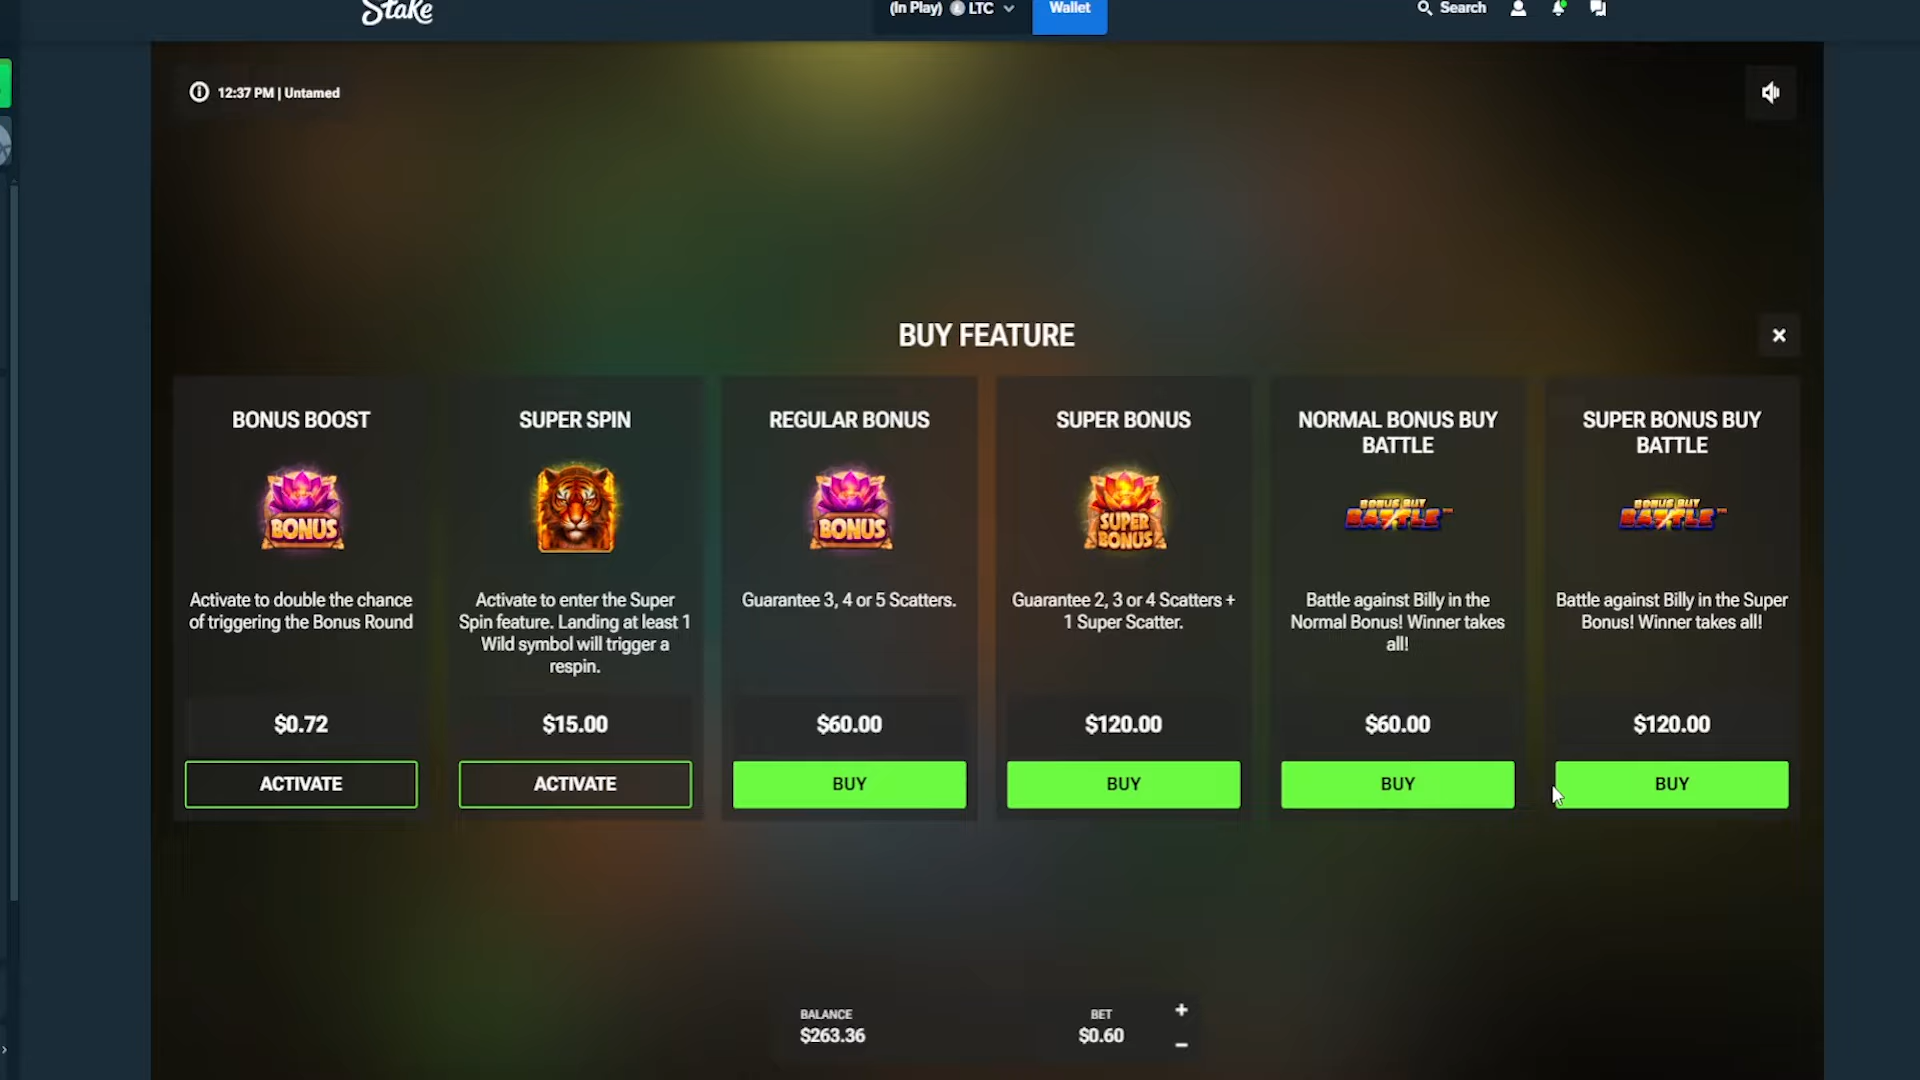 Stake
(In Play) LTC
Wallet
Search
12:37 PM | Untamed
BUY FEATURE
BONUS BOOST
BONUS
Activate to double the chance
of triggering the Bonus Round
$0.72
ACTIVATE
SUPER SPIN
Activate to enter the Super
Spin feature. Landing at least 1
Wild symbol will trigger a
respin.
$15.00
ACTIVATE
REGULAR BONUS
BONUS
Guarantee 3, 4 or 5 Scatters.
$60.00
BUY
SUPER BONUS
SUPER
BONUS
Guarantee 2, 3 or 4 Scatters +
1 Super Scatter.
$120.00
BUY
NORMAL BONUS BUY
BATTLE
BONUS BUY
BATTLE™
Battle against Billy in the
Normal Bonus! Winner takes
all!
$60.00
BUY
SUPER BONUS BUY
BATTLE
BONUS BUY
BATTLE™
Battle against Billy in the Super
Bonus! Winner takes all!
$120.00
BUY
BALANCE
$263.36
BET
$0.60